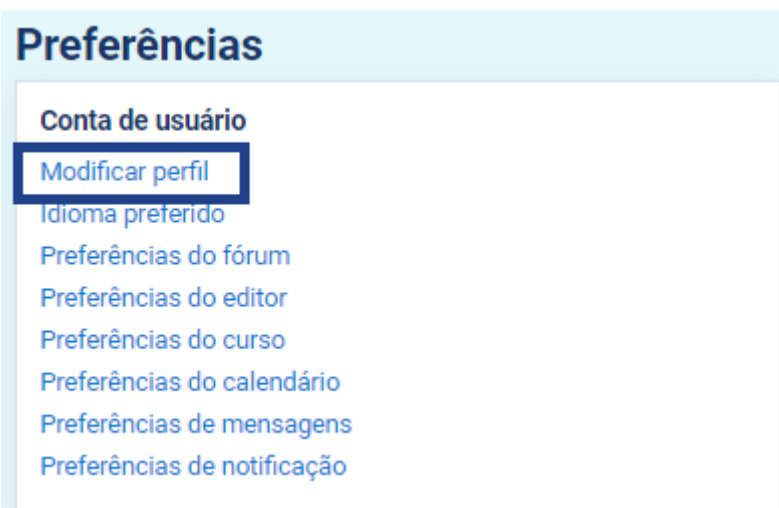 Preferências
Conta de usuário
Modificar perfil
Idioma preferido
Preferências do fórum
Preferências do editor
Preferências do curso
Preferências do calendário
Preferências de mensagens
Preferências de notificação